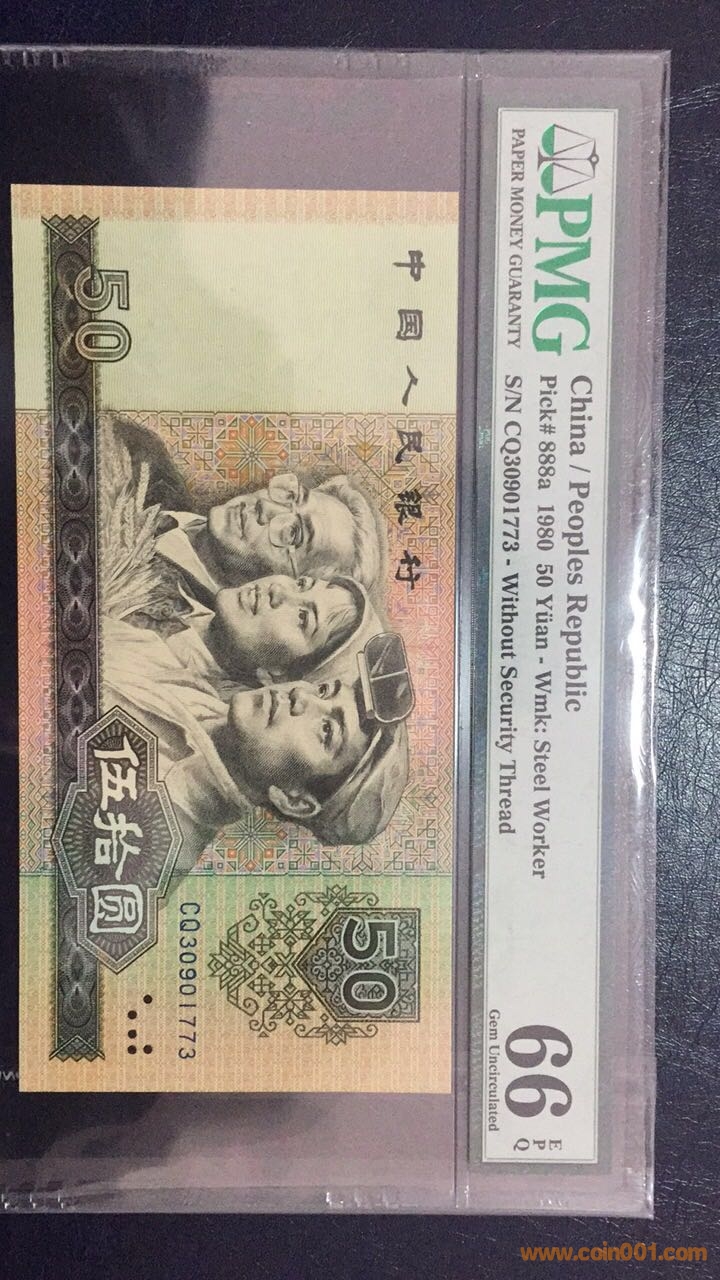 PMG
PAPER MONEY GUARANTY
China / Peoples Republic
Pick# 888a 1980 50 Yüan - Wmk: Steel Worker
S/N CQ30901773 - Without Security Thread
66 EPQ
Gem Uncirculated
中国人民银行
50
50
CQ30901773
伍拾圆
www.coin001.com